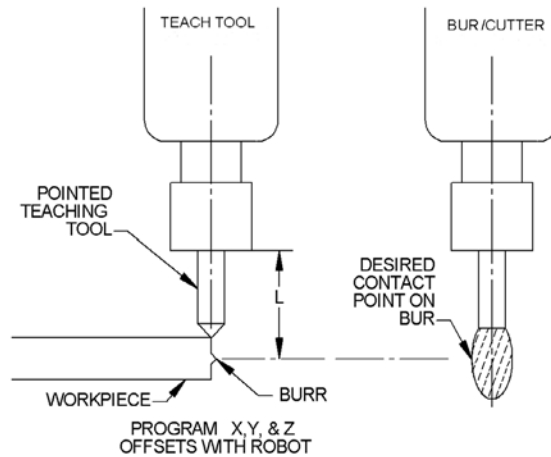 TEACH TOOL
BUR/CUTTER
POINTED
TEACHING
TOOL
L
DESIRED
CONTACT
POINT ON
BUR
WORKPIECE
BURR
PROGRAM X,Y, & Z
OFFSETS WITH ROBOT